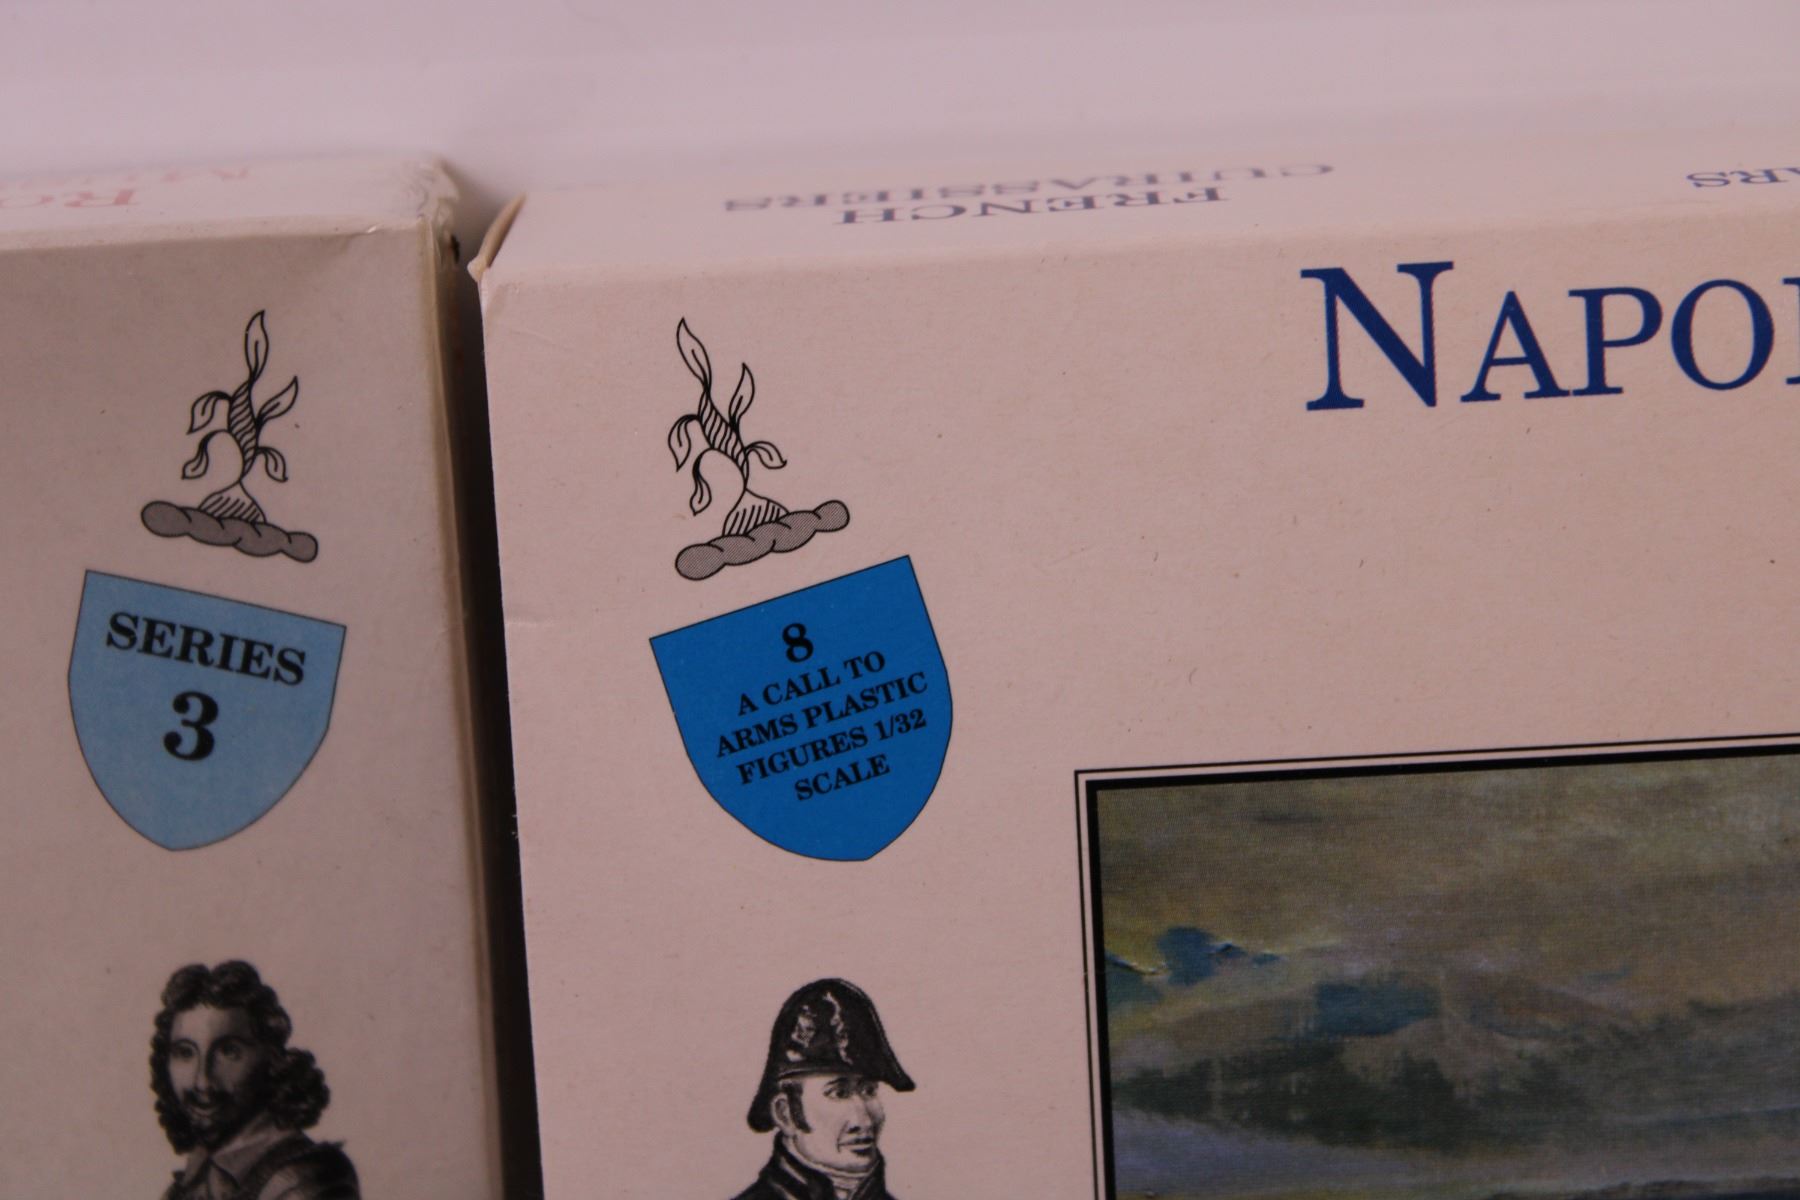 FRENCH
CUIRASSIERS
NAPO
SERIES
3
8
A CALL TO
ARMS PLASTIC
FIGURES 1/32
SCALE